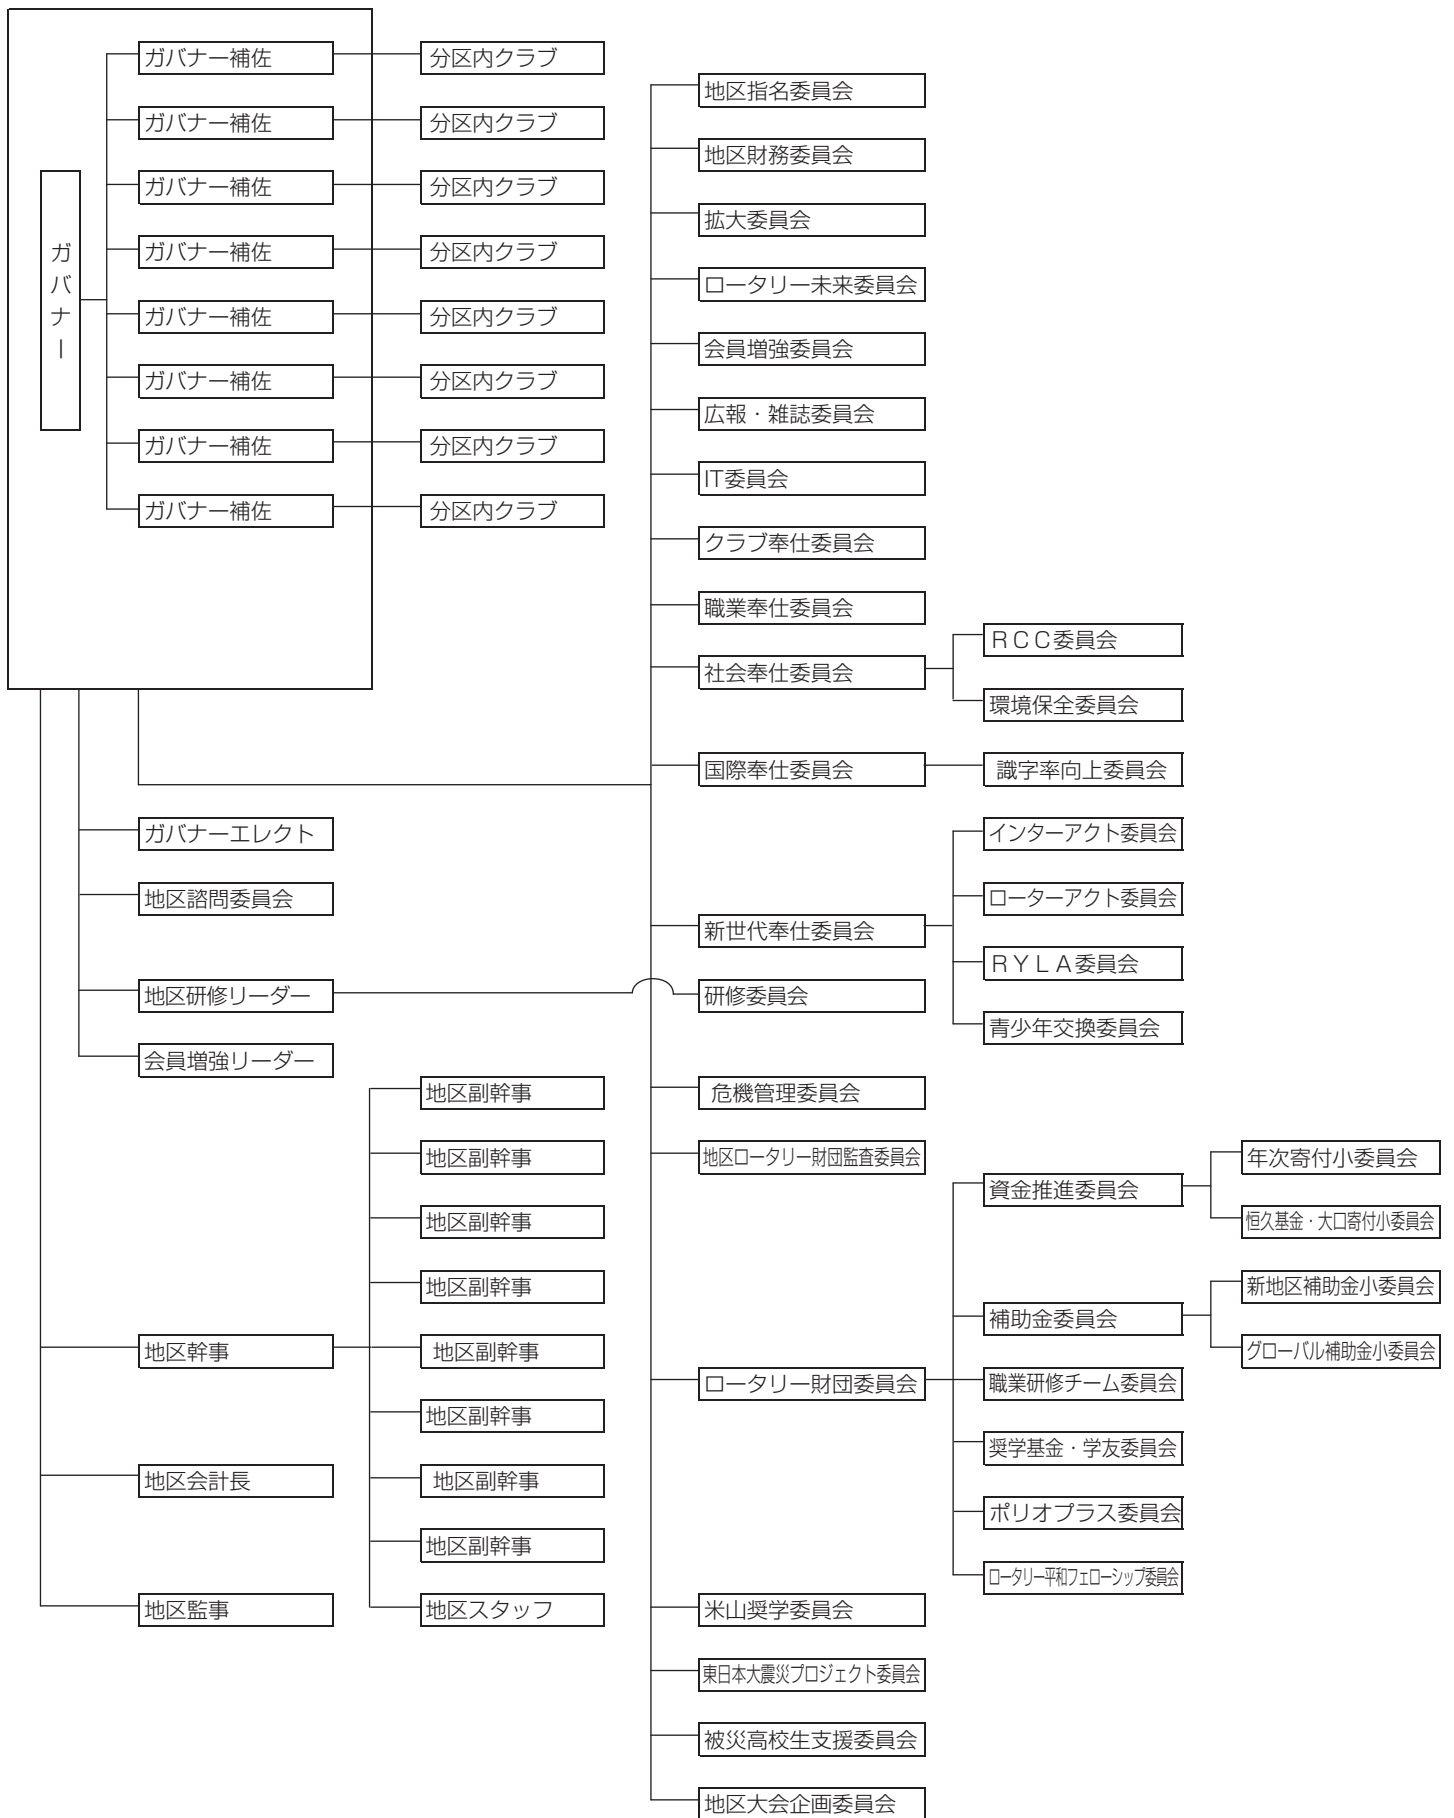 ガバナー
ガバナー補佐
分区内クラブ
ガバナー補佐
分区内クラブ
ガバナー補佐
分区内クラブ
ガバナー補佐
分区内クラブ
ガバナー補佐
分区内クラブ
ガバナー補佐
分区内クラブ
ガバナー補佐
分区内クラブ
ガバナー補佐
分区内クラブ
ガバナーエレクト
地区諮問委員会
地区研修リーダー
会員増強リーダー
地区幹事
地区会計長
地区監事
地区副幹事
地区副幹事
地区副幹事
地区副幹事
地区副幹事
地区副幹事
地区副幹事
地区副幹事
地区スタッフ
地区指名委員会
地区財務委員会
拡大委員会
ロータリー未来委員会
会員増強委員会
広報・雑誌委員会
IT委員会
クラブ奉仕委員会
職業奉仕委員会
社会奉仕委員会
RCC委員会
環境保全委員会
国際奉仕委員会
識字率向上委員会
新世代奉仕委員会
インターアクト委員会
ローターアクト委員会
RYLA委員会
青少年交換委員会
研修委員会
危機管理委員会
地区ロータリー財団監査委員会
ロータリー財団委員会
資金推進委員会
年次寄付小委員会
恒久基金・大口寄付小委員会
補助金委員会
新地区補助金小委員会
グローバル補助金小委員会
職業研修チーム委員会
奨学基金・学友委員会
ポリオプラス委員会
ロータリー平和フェローシップ委員会
米山奨学委員会
東日本大震災プロジェクト委員会
被災高校生支援委員会
地区大会企画委員会